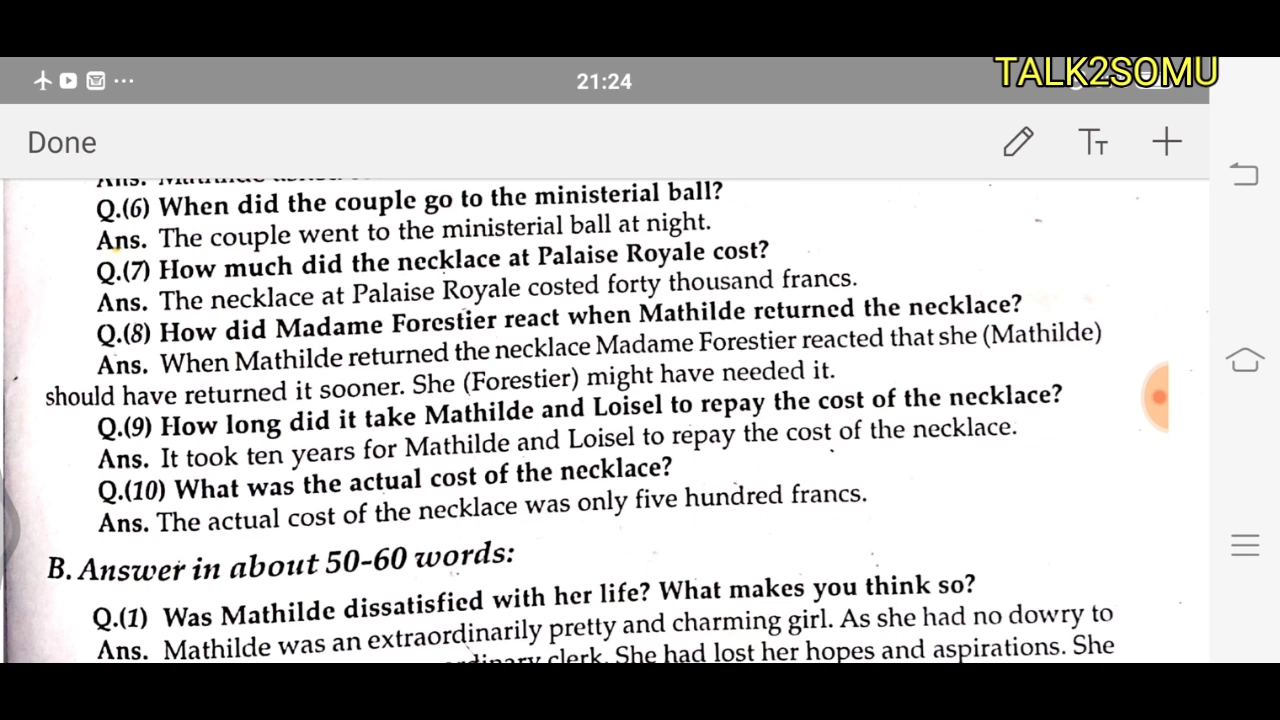 TALK2SOMU
21:24
Done
Ans. Mathilde asked
Q.(6) When did the couple go to the ministerial ball?
Ans. The couple went to the ministerial ball at night.
Q.(7) How much did the necklace at Palaise Royale cost?
Ans. The necklace at Palaise Royale costed forty thousand francs.
Q.(8) How did Madame Forestier react when Mathilde returned the necklace?
Ans. When Mathilde returned the necklace Madame Forestier reacted that she (Mathilde)
should have returned it sooner. She (Forestier) might have needed it.
Q.(9) How long did it take Mathilde and Loisel to repay the cost of the necklace?
Ans. It took ten years for Mathilde and Loisel to repay the cost of the necklace.
Q.(10) What was the actual cost of the necklace?
Ans. The actual cost of the necklace was only five hundred francs.
B. Answer in about 50-60 words:
Q.(1) Was Mathilde dissatisfied with her life? What makes you think so?
Ans. Mathilde was an extraordinarily pretty and charming girl. As she had no dowry to
clerk. She had lost her hopes and aspirations. She